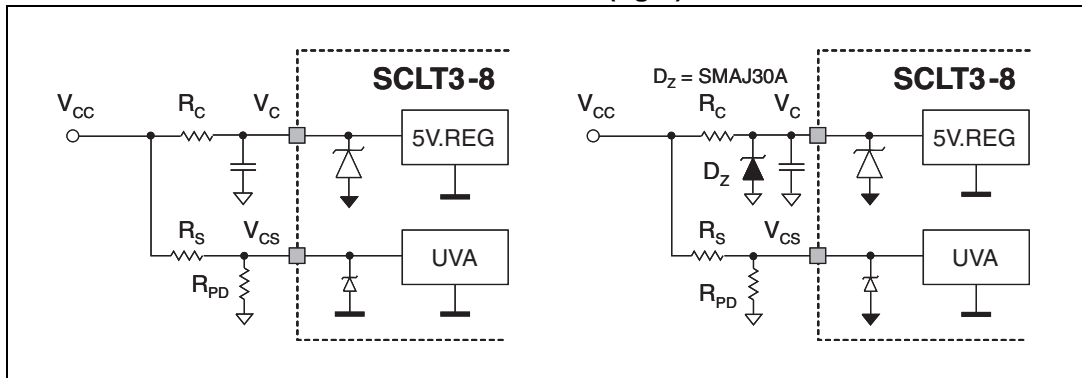 SCLT3-8
V_CC
R_C
V_C
5V.REG
R_S
V_CS
UVA
R_PD
D_Z = SMAJ30A
SCLT3-8
V_CC
R_C
V_C
5V.REG
D_Z
R_S
V_CS
UVA
R_PD